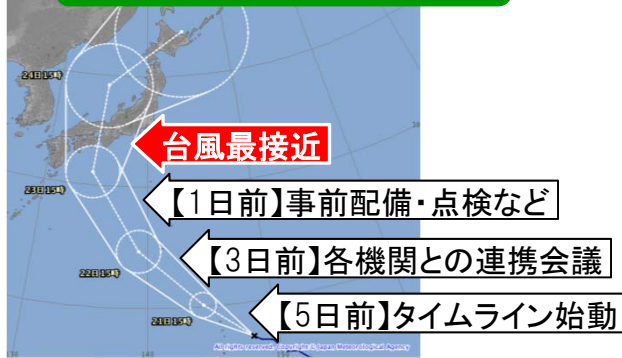 24日15時
台風最接近
23日15時
【1日前】事前配備・点検など
【3日前】各機関との連携会議
22日15時
【5日前】タイムライン始動
21日15時
All rights reserved. Copyright © Japan Meteorological Agency
130
140